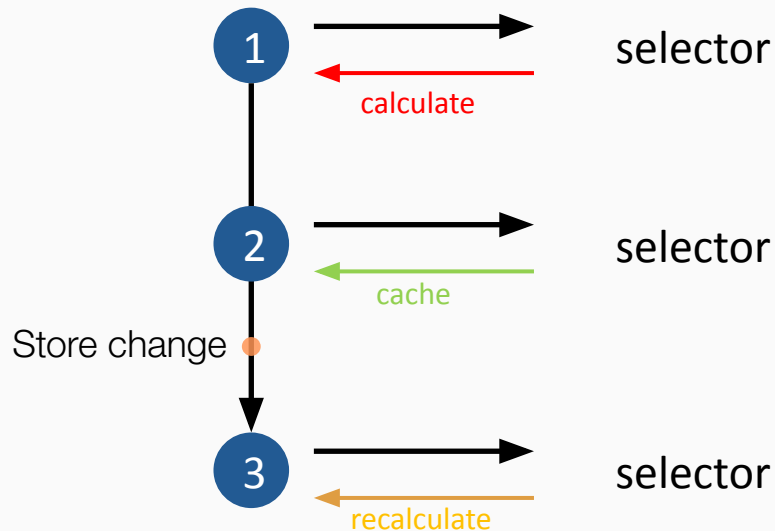 1
selector
calculate
2
selector
cache
Store change
3
selector
recalculate